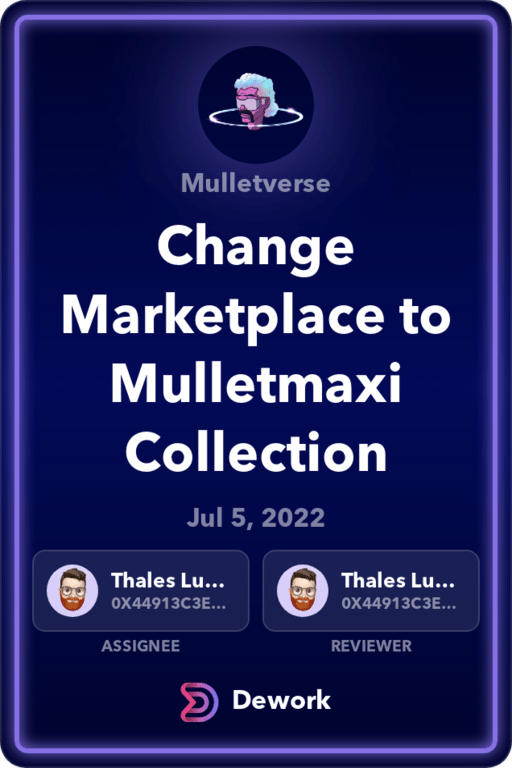 Mulletverse
Change
Marketplace to
Mulletmaxi
Collection
Jul 5, 2022
Thales Lu...
0X44913C3E...
ASSIGNEE
Thales Lu...
0X44913C3E...
REVIEWER
Dework